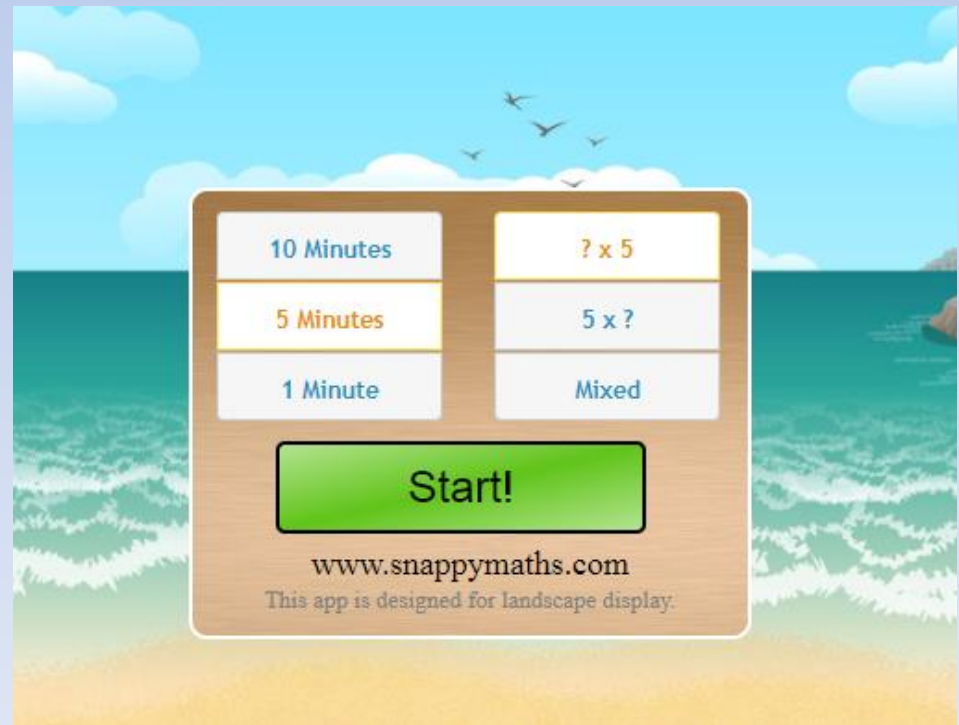 10 Minutes
5 Minutes
1 Minute
? x 5
5 x ?
Mixed
Start!
www.snappymaths.com
This app is designed for landscape display.